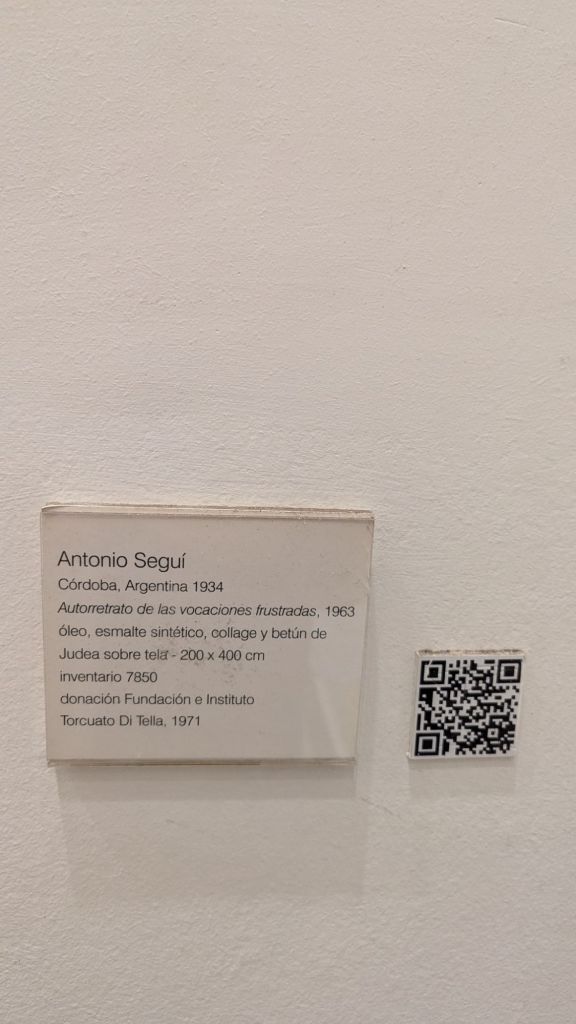 Antonio Seguí
Córdoba, Argentina 1934
Autorretrato de las vocaciones frustradas, 1963
óleo, esmalte sintético, collage y betún de
Judea sobre tela - 200 x 400 cm
inventario 7850
donación Fundación e Instituto
Torcuato Di Tella, 1971